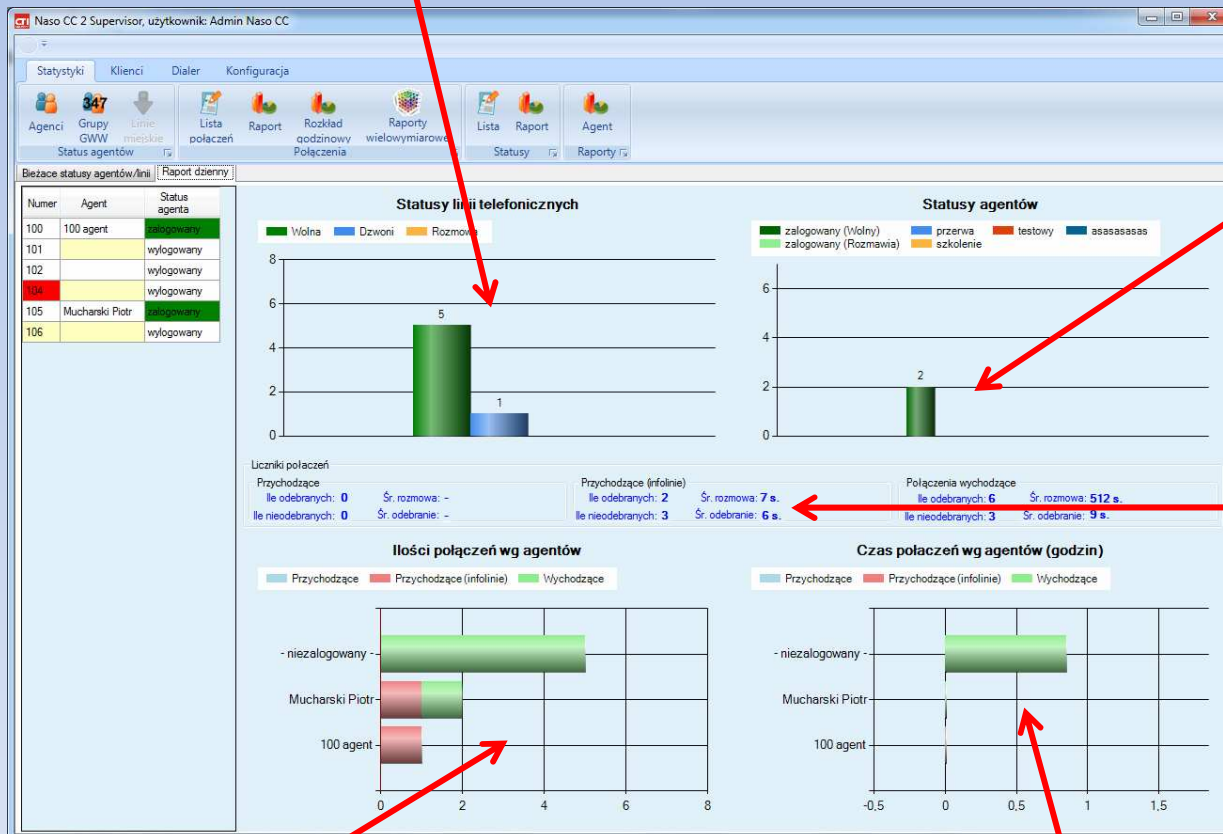 CTI Naso CC 2 Supervisor, użytkownik: Admin Naso CC
Statystyki Klienci Dialer Konfiguracja
Agenci
347
Grupy GWW
Linie miejskie
Lista połaczeń
Raport
Rozkład godzinowy
Raporty wielowymiarowe
Lista
Raport
Agent
Status agentów Połączenia Statusy Raporty
Bieżace statusy agentów/linii Raport dzienny
Numer Agent Status agenta
100 100 agent zalogowany
101 wylogowany
102 wylogowany
104 wylogowany
105 Mucharski Piotr zalogowany
106 wylogowany
Statusy linii telefonicznych
Wolna Dzwoni Rozmowa
8
6
4
2
0
5
1
Statusy agentów
zalogowany (Wolny) przerwa testowy asasasasas
zalogowany (Rozmawia) szkolenie
6
4
2
0
2
Liczniki połaczeń
Przychodzące
Ile odebranych: 0 Śr. rozmowa: -
Ile nieodebranych: 0 Śr. odebranie: -
Przychodzące (infolinie)
Ile odebranych: 2 Śr. rozmowa: 7 s.
Ile nieodebranych: 3 Śr. odebranie: 6 s.
Połączenia wychodzące
Ile odebranych: 6 Śr. rozmowa: 512 s.
Ile nieodebranych: 3 Śr. odebranie: 9 s.
Ilości połączeń wg agentów
Przychodzące Przychodzące (infolinie) Wychodzące
- niezalogowany -
Mucharski Piotr
100 agent
0 2 4 6 8
Czas połaczeń wg agentów (godzin)
Przychodzące Przychodzące (infolinie) Wychodzące
- niezalogowany -
Mucharski Piotr
100 agent
-0,5 0 0,5 1 1,5